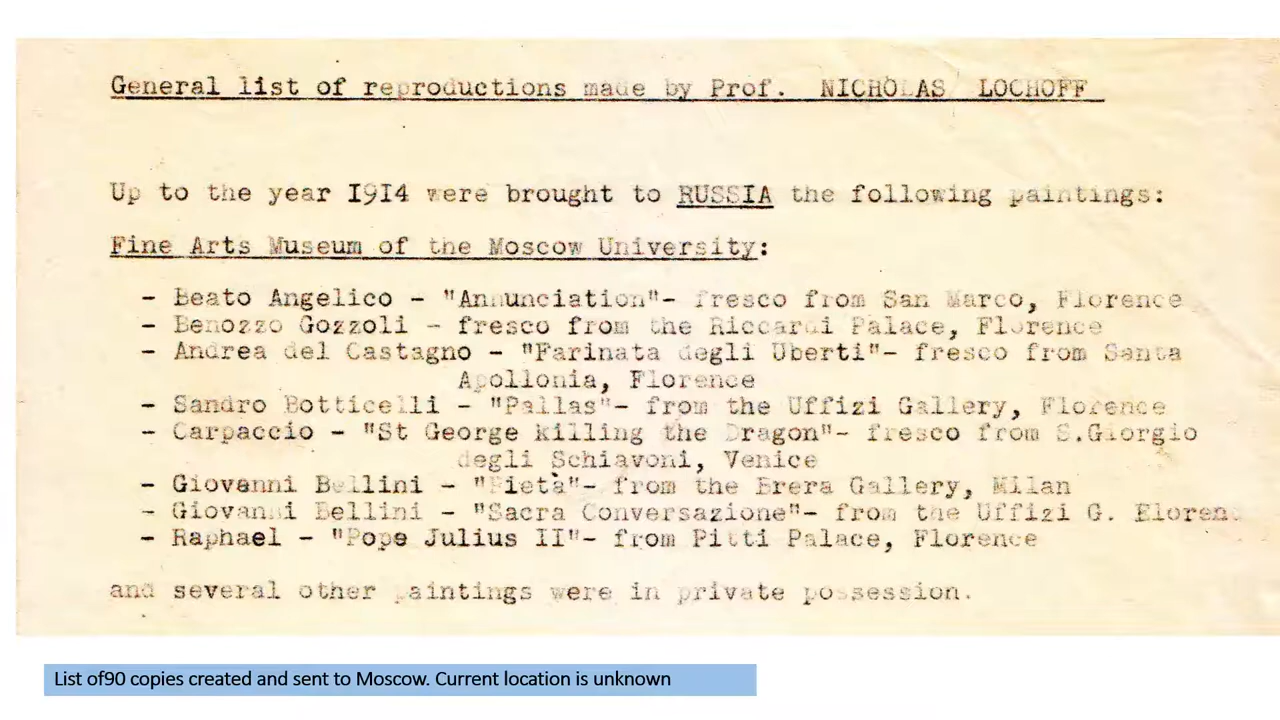 General list of reproductions made by Prof. NICHOLAS LOCHOFF
Up to the year 1914 were brought to RUSSIA the following paintings:
Fine Arts Museum of the Moscow University:
- Beato Angelico - "Annunciation"- fresco from San Marco, Florence
- Benozzo Gozzoli - fresco from the Riccardi Palace, Florence
- Andrea del Castagno - "Farinata degli Uberti"- fresco from Santa
Apollonia, Florence
- Sandro Botticelli - "Pallas"- from the Uffizi Gallery, Florence
- Carpaccio - "St George killing the Dragon"- fresco from S.Giorgio
degli Schiavoni, Venice
- Giovanni Bellini - "Pietà"- from the Brera Gallery, Milan
- Giovanni Bellini - "Sacra Conversazione"- from the Uffizi G. Floren
- Raphael - "Pope Julius II"- from Pitti Palace, Florence
and several other paintings were in private possession.
List of90 copies created and sent to Moscow. Current location is unknown